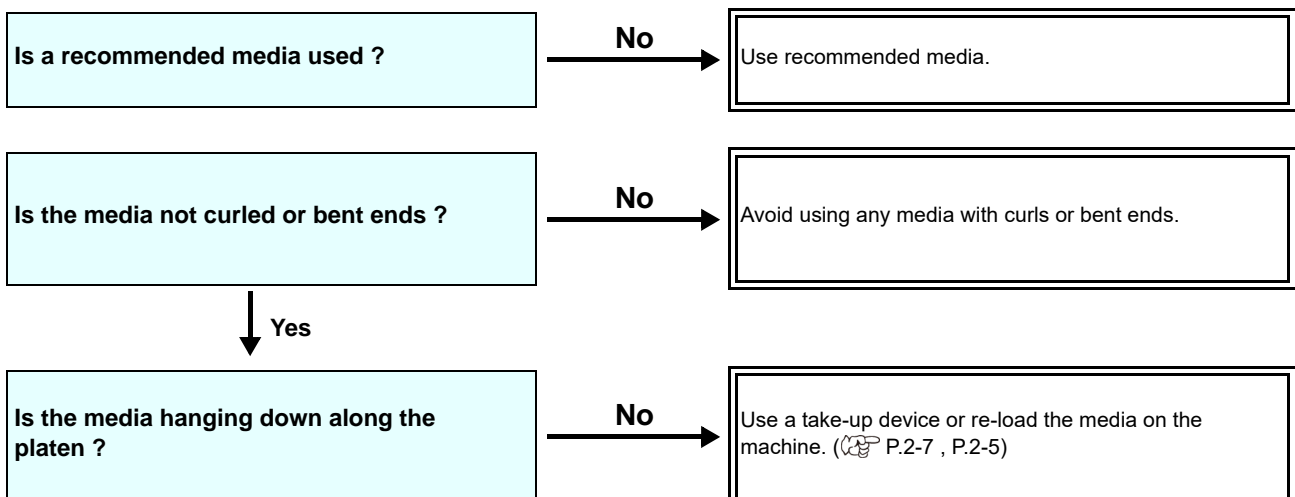 Is a recommended media used ?
No
Use recommended media.
Is the media not curled or bent ends ?
No
Avoid using any media with curls or bent ends.
Yes
Is the media hanging down along the
platen ?
No
Use a take-up device or re-load the media on the
machine. ( P.2-7 , P.2-5)